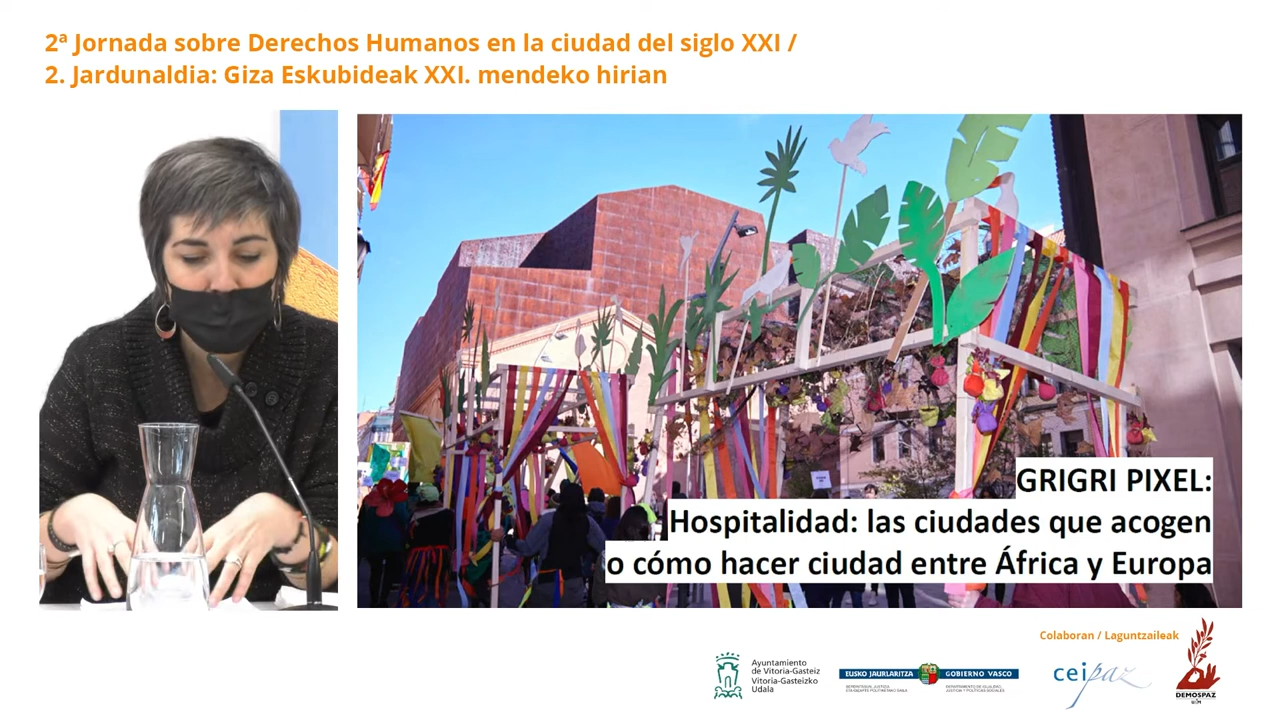 2ª Jornada sobre Derechos Humanos en la ciudad del siglo XXI /
2. Jardunaldia: Giza Eskubideak XXI. mendeko hirian
GRIGRI PIXEL:
Hospitalidad: las ciudades que acogen
o cómo hacer ciudad entre África y Europa
Colaboran / Laguntzaileak
Ayuntamiento
de Vitoria-Gasteiz
Vitoria-Gasteizko
Udala
EUSKO JAURLARITZA
GOBIERNO VASCO
ceipaz
DEMOSPAZ